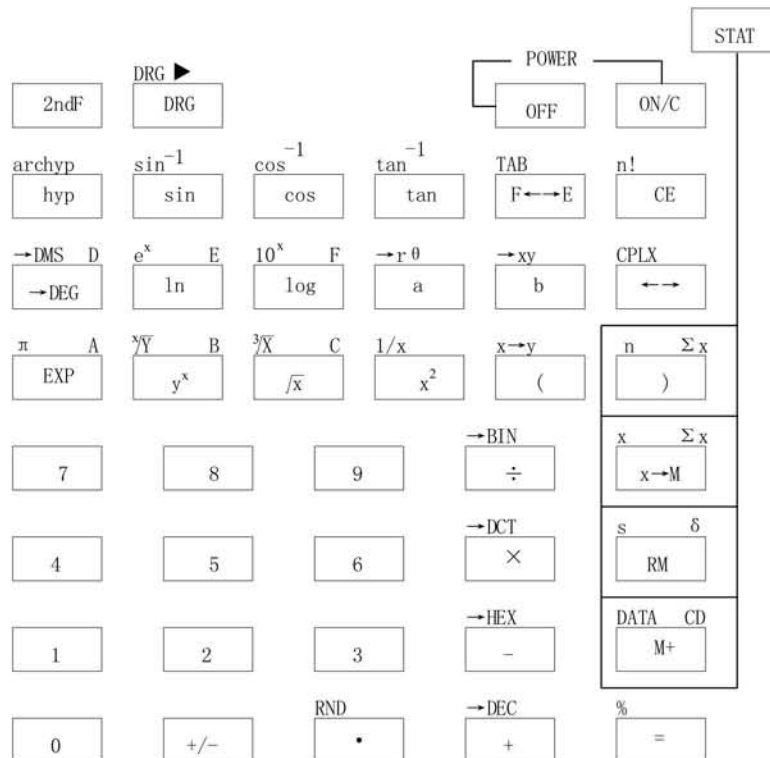 STAT
POWER
DRG ▶
2ndF DRG OFF ON/C
archyp sin⁻¹ cos⁻¹ tan⁻¹ TAB n!
hyp sin cos tan F←→E CE
→DMS D eˣ E 10ˣ F →rθ →xy CPLX
→DEG ln log a b ←→
π A ˣ√Y B ³√X C 1/x x→y n Σx
EXP yˣ √x x² ( )
→BIN x Σx
7 8 9 ÷ x→M
→DCT s δ
4 5 6 × RM
→HEX DATA CD
1 2 3 − M+
RND →DEC %
0 +/− • + =